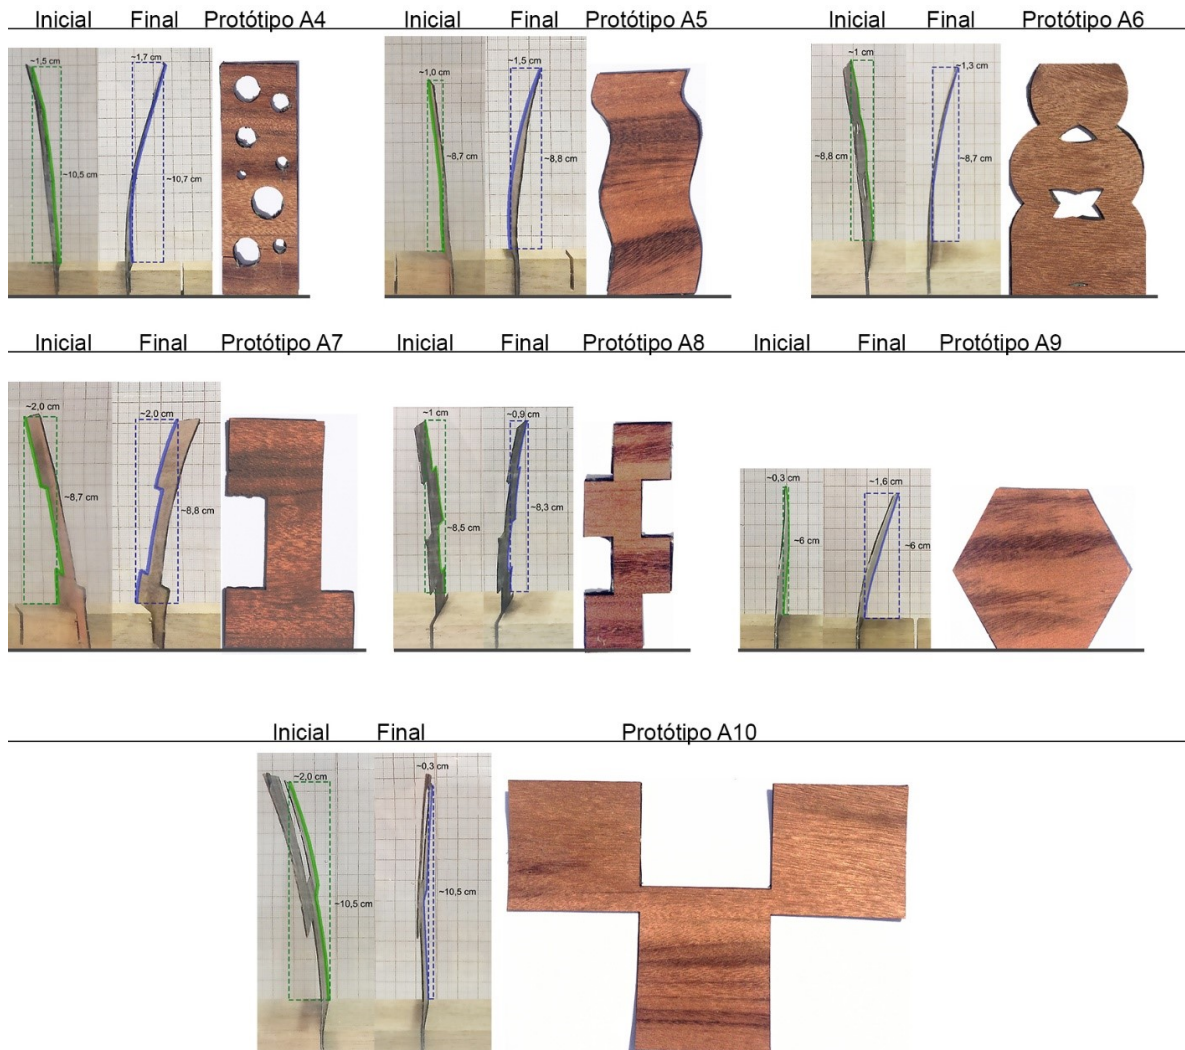 Inicial Final Protótipo A4
~1,5 cm
~1,7 cm
~10,5 cm
~10,7 cm
Inicial Final Protótipo A5
~1,0 cm
~1,5 cm
~8,7 cm
~8,8 cm
Inicial Final Protótipo A6
~1 cm
~1,3 cm
~8,8 cm
~8,7 cm
Inicial Final Protótipo A7
~2,0 cm
~2,0 cm
~8,7 cm
~8,8 cm
Inicial Final Protótipo A8
~1 cm
~0,9 cm
~8,5 cm
~8,3 cm
Inicial Final Protótipo A9
~0,3 cm
~1,6 cm
~6 cm
~6 cm
Inicial Final Protótipo A10
~2,0 cm
~0,3 cm
~10,5 cm
~10,5 cm